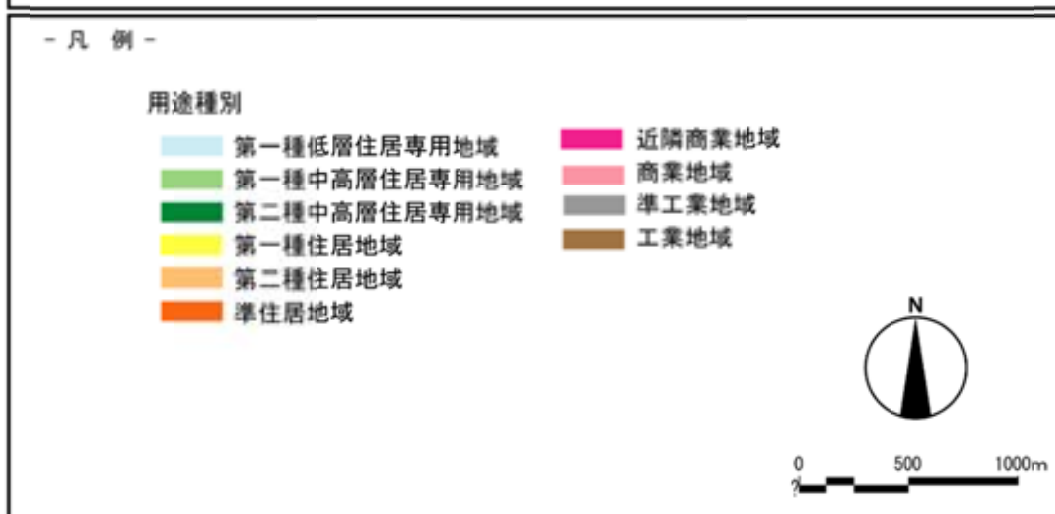 - 凡 例 -
用途種別
第一種低層住居専用地域
第一種中高層住居専用地域
第二種中高層住居専用地域
第一種住居地域
第二種住居地域
準住居地域
近隣商業地域
商業地域
準工業地域
工業地域
N
0 500 1000m
?